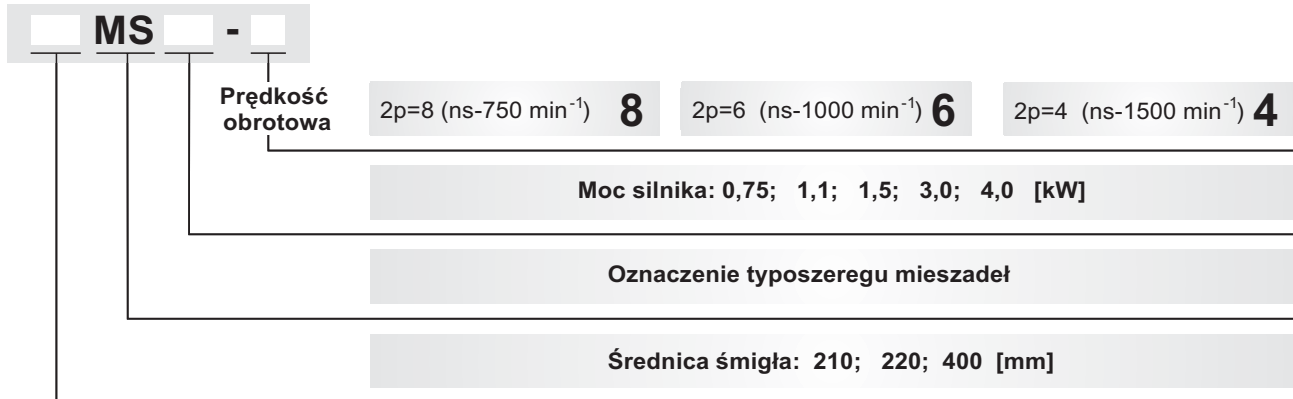 MS -
Prędkość
obrotowa
2p=8 (ns-750 min⁻¹) 8
2p=6 (ns-1000 min⁻¹) 6
2p=4 (ns-1500 min⁻¹) 4
Moc silnika: 0,75; 1,1; 1,5; 3,0; 4,0 [kW]
Oznaczenie typoszeregu mieszadeł
Średnica śmigła: 210; 220; 400 [mm]